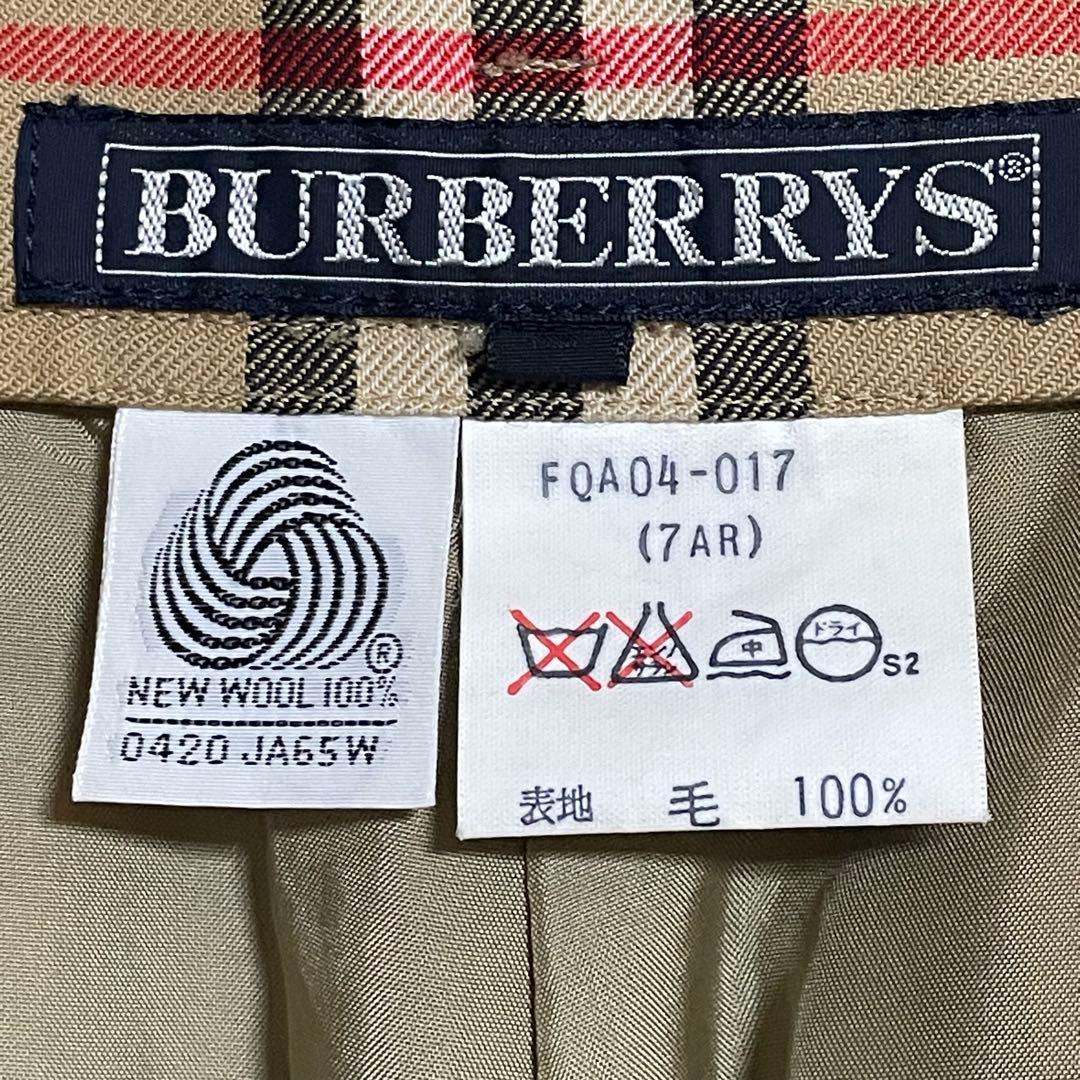 BURBERRYS®
®
NEW WOOL 100%
0420 JA65W
FQA04-017
(7AR)
中
ドライ
S2
表地 毛 100%